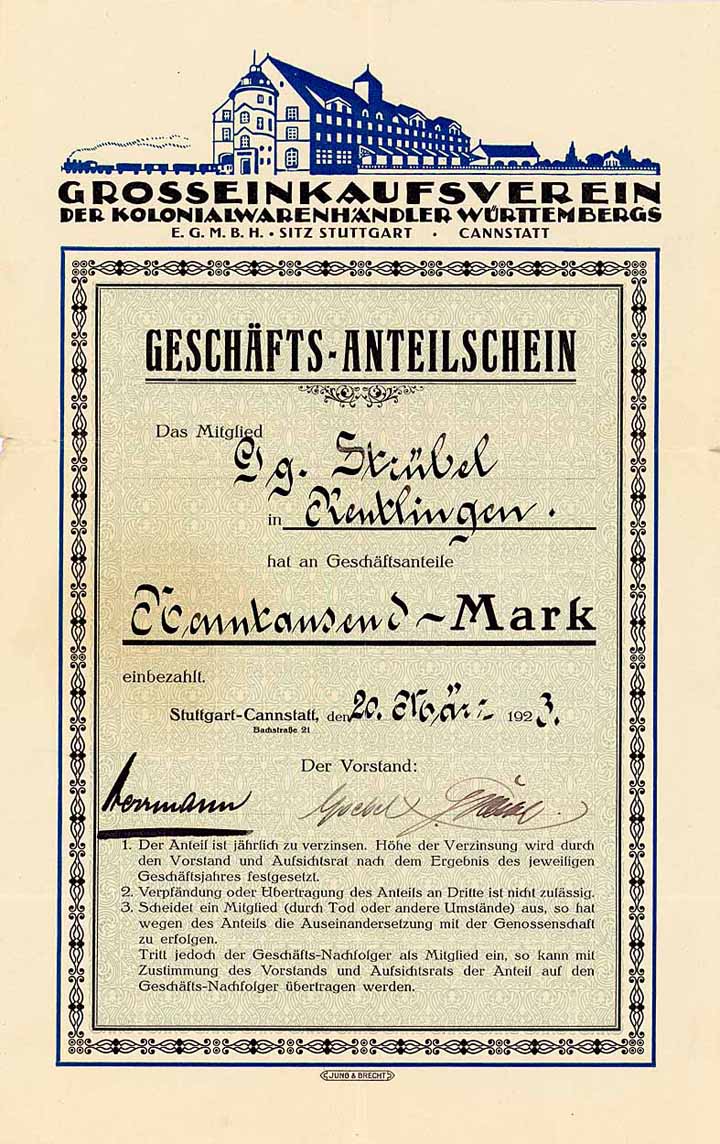 GROSSEINKAUFSVEREIN
DER KOLONIALWARENHÄNDLER WÜRTTEMBERGS
E. G. M. B. H. • SITZ STUTTGART • CANNSTATT
GESCHÄFTS-ANTEILSCHEIN
Das Mitglied
Gg. Strübel
in Reutlingen.
hat an Geschäftsanteile
Neuntausend ~ Mark
einbezahlt.
Stuttgart-Cannstatt, den 20. März 1923.
Bachstraße 21
Der Vorstand:
Herrmann Goebel
1. Der Anteil ist jährlich zu verzinsen. Höhe der Verzinsung wird durch
den Vorstand und Aufsichtsrat nach dem Ergebnis des jeweiligen
Geschäftsjahres festgesetzt.
2. Verpfändung oder Übertragung des Anteils an Dritte ist nicht zulässig.
3. Scheidet ein Mitglied (durch Tod oder andere Umstände) aus, so hat
wegen des Anteils die Auseinandersetzung mit der Genossenschaft
zu erfolgen.
Tritt jedoch der Geschäfts-Nachfolger als Mitglied ein, so kann mit
Zustimmung des Vorstands und Aufsichtsrats der Anteil auf den
Geschäfts-Nachfolger übertragen werden.
JUNG & BRECHT